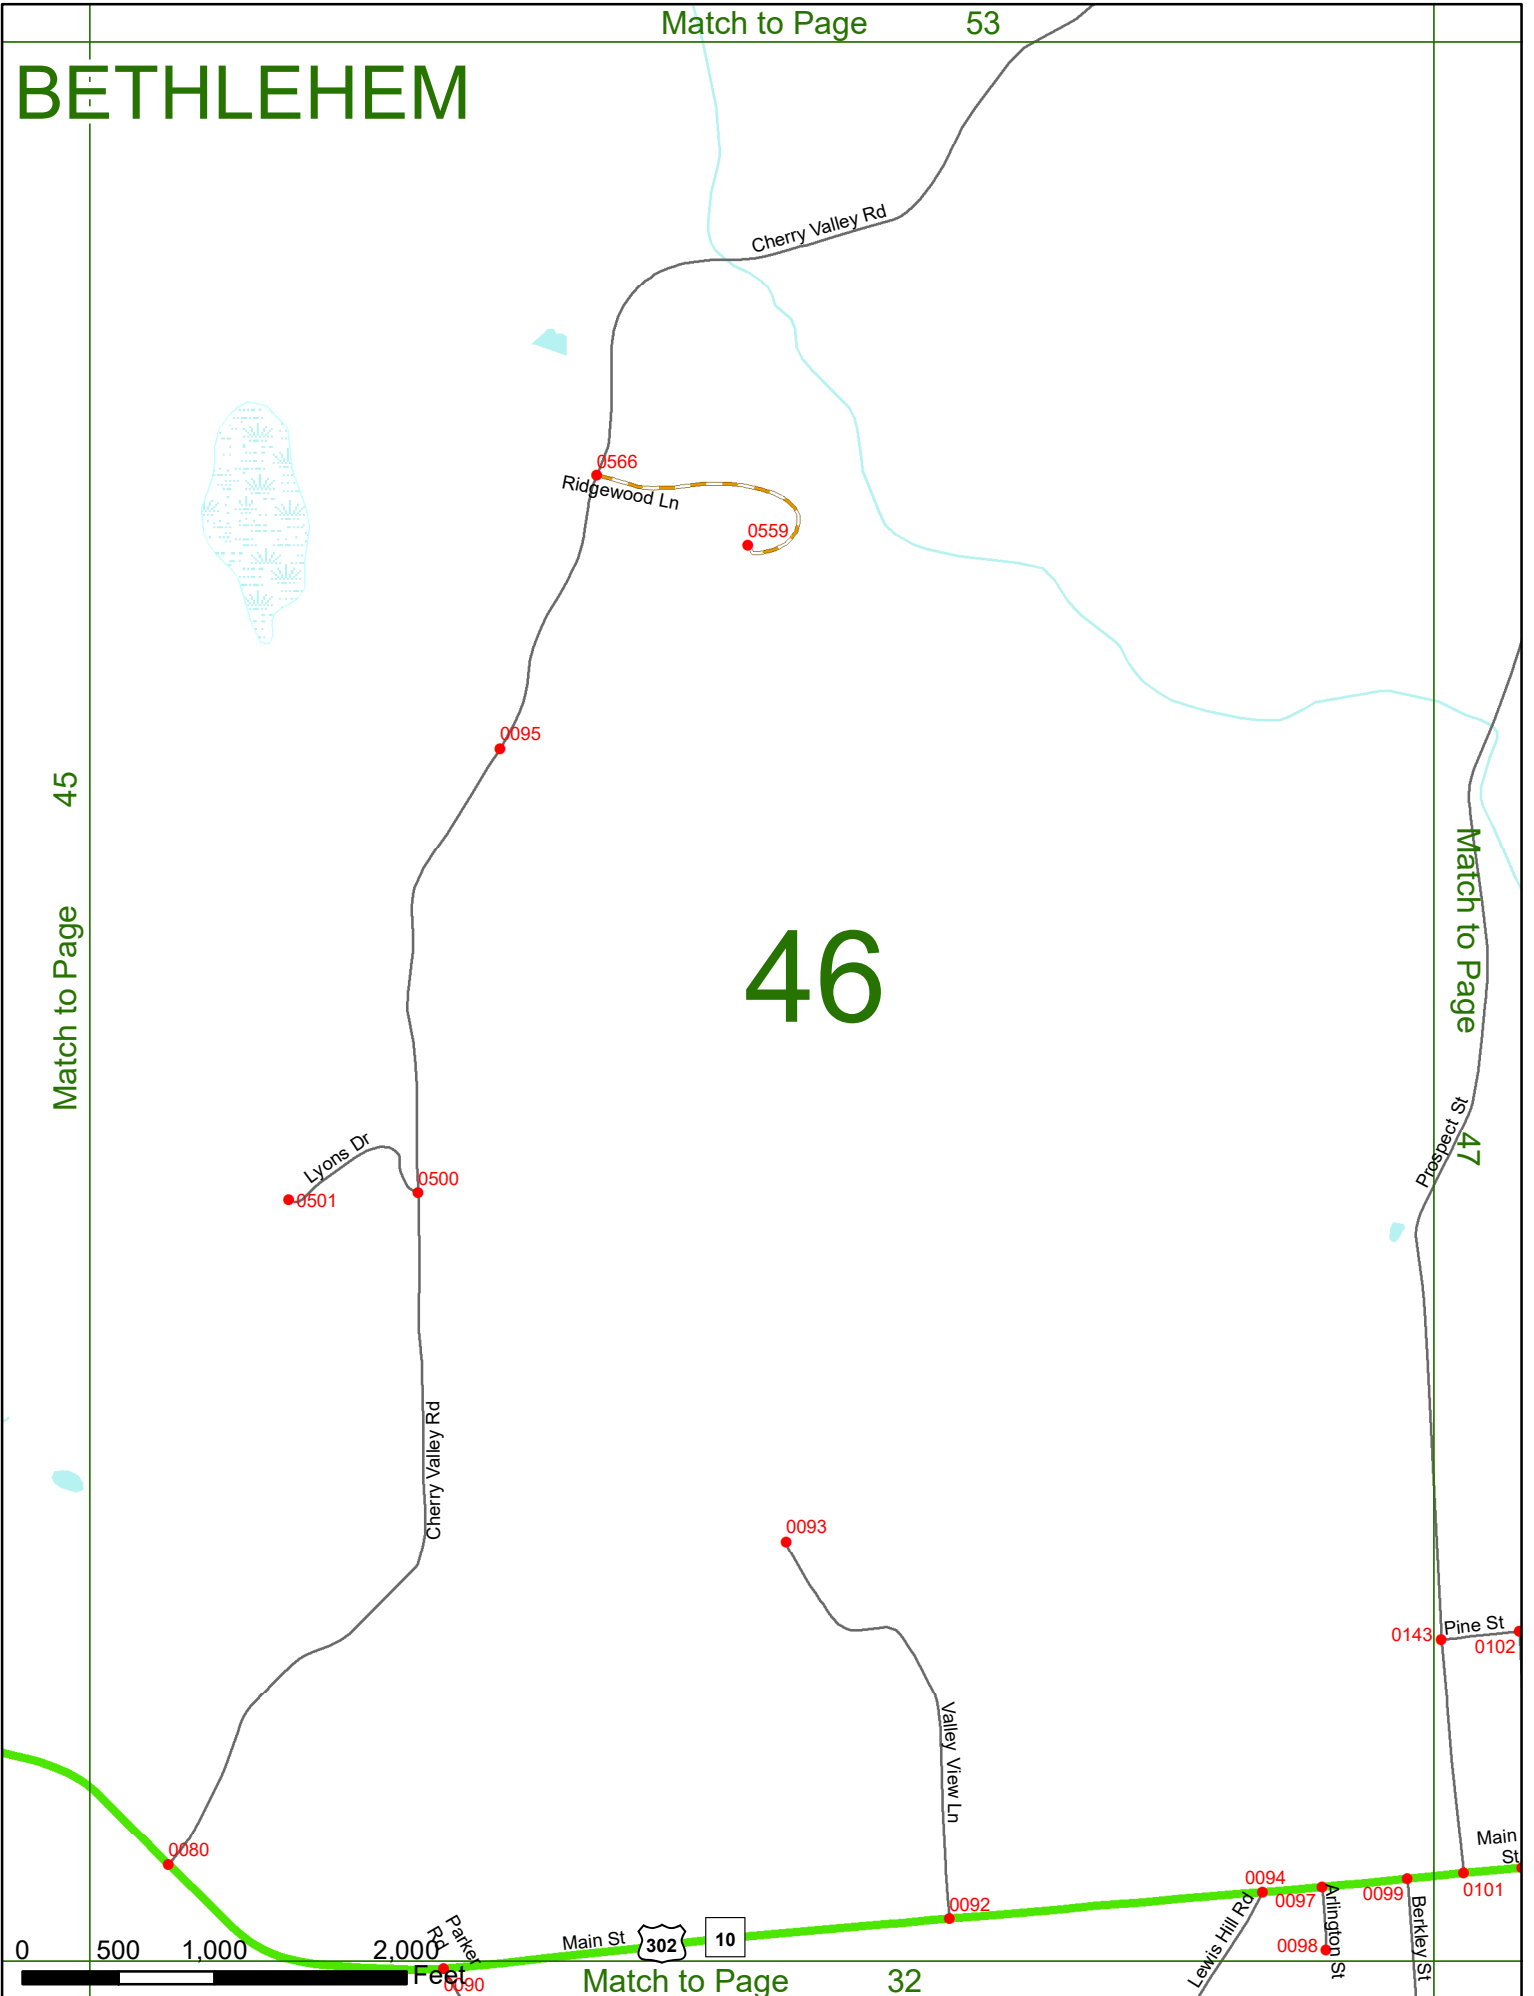 Match to Page 53
BETHLEHEM
Cherry Valley Rd
0566
Ridgewood Ln
0559
0095
Match to Page 45
46
Match to Page 47
Prospect St
Lyons Dr
0500
0501
Cherry Valley Rd
0093
0143
Pine St
0102
Valley View Ln
0080
Main
St
0094
0097
0099
0101
0092
Lewis Hill Rd
Arlington St
Berkley St
0098
Parker
Rd
0090
Main St
302
10
0 500 1,000 2,000
Feet
Match to Page 32